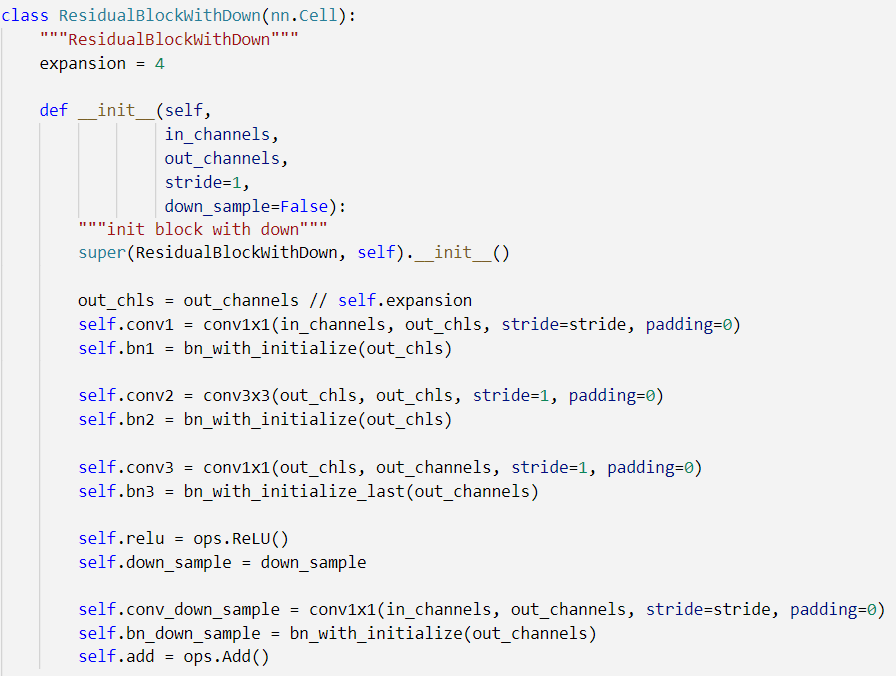 class ResidualBlockWithDown(nn.Cell):
    """ResidualBlockWithDown"""
    expansion = 4

    def __init__(self,
                 in_channels,
                 out_channels,
                 stride=1,
                 down_sample=False):
        """init block with down"""
        super(ResidualBlockWithDown, self).__init__()

        out_chls = out_channels // self.expansion
        self.conv1 = conv1x1(in_channels, out_chls, stride=stride, padding=0)
        self.bn1 = bn_with_initialize(out_chls)

        self.conv2 = conv3x3(out_chls, out_chls, stride=1, padding=0)
        self.bn2 = bn_with_initialize(out_chls)

        self.conv3 = conv1x1(out_chls, out_channels, stride=1, padding=0)
        self.bn3 = bn_with_initialize_last(out_channels)

        self.relu = ops.ReLU()
        self.down_sample = down_sample

        self.conv_down_sample = conv1x1(in_channels, out_channels, stride=stride, padding=0)
        self.bn_down_sample = bn_with_initialize(out_channels)
        self.add = ops.Add()